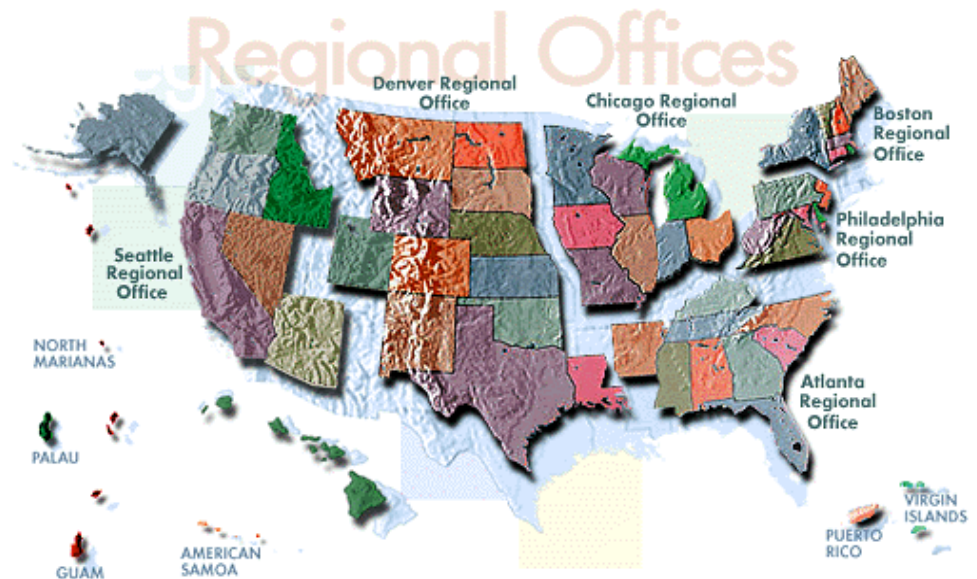 Regional Offices
Denver Regional
Office
Chicago Regional
Office
Boston
Regional
Office
Philadelphia
Regional
Office
Seattle
Regional
Office
NORTH
MARIANAS
Atlanta
Regional
Office
PALAU
VIRGIN
ISLANDS
PUERTO
RICO
AMERICAN
SAMOA
GUAM